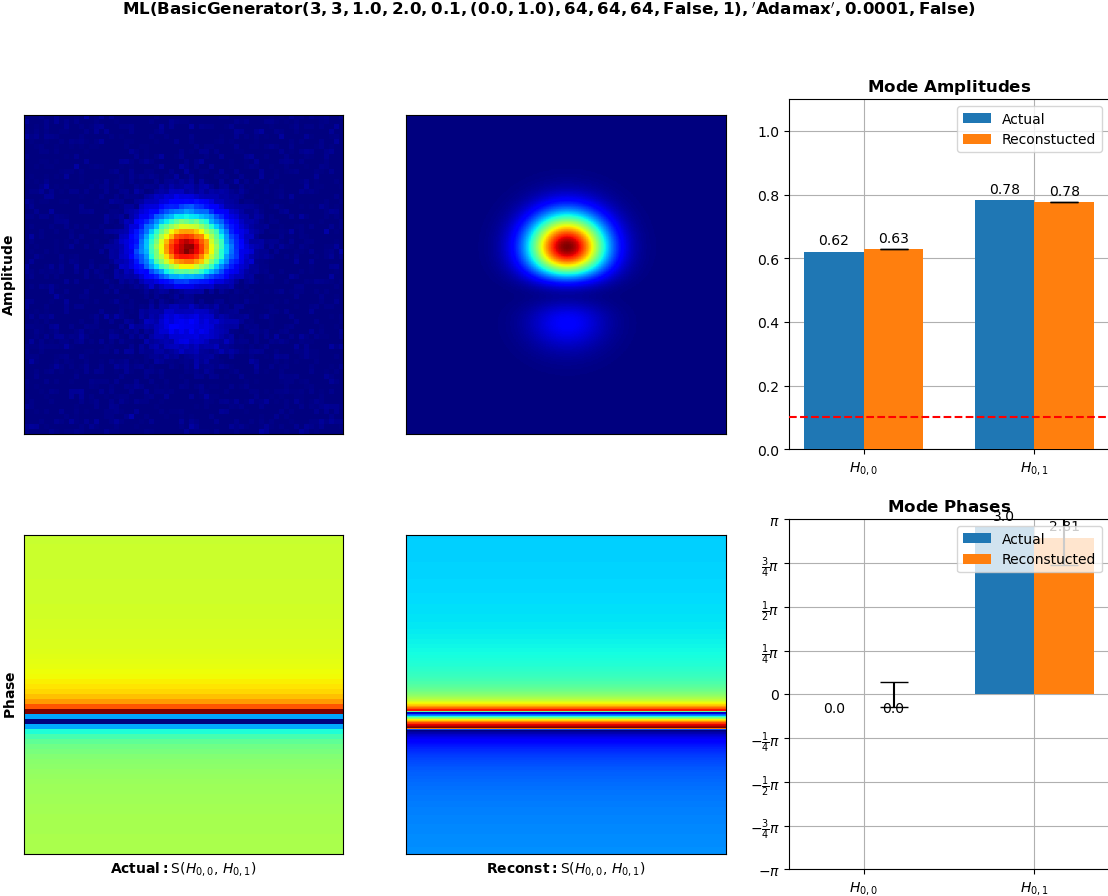 ML(BasicGenerator(3, 3, 1.0, 2.0, 0.1, (0.0, 1.0), 64, 64, 64, False, 1), ′Adamax′, 0.0001, False)
Amplitude
Mode Amplitudes
Actual
Reconstucted
1.0
0.8
0.6
0.4
0.2
0.0
0.62
0.63
0.78
0.78
H₀,₀
H₀,₁
Phase
Actual: S(H₀,₀, H₀,₁)
Reconst: S(H₀,₀, H₀,₁)
Mode Phases
Actual
Reconstucted
3.0
2.81
π
3/4π
1/2π
1/4π
0
−1/4π
−1/2π
−3/4π
−π
0.0
0.0
H₀,₀
H₀,₁